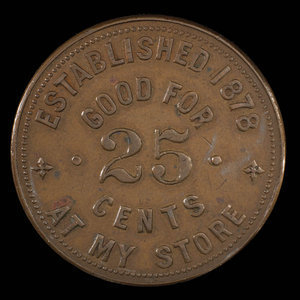 ESTABLISHED 1878
GOOD FOR
25
CENTS
AT MY STORE